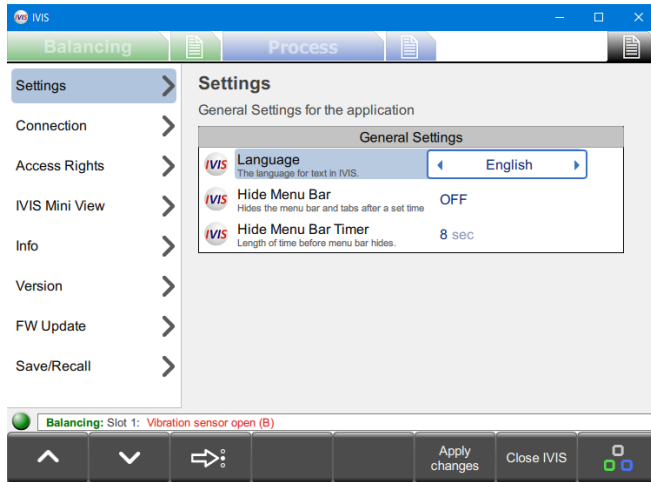 IVIS IVIS
Balancing Process
Settings
Connection
Access Rights
IVIS Mini View
Info
Version
FW Update
Save/Recall
Settings
General Settings for the application
General Settings
IVIS Language English
The language for text in IVIS.
IVIS Hide Menu Bar OFF
Hides the menu bar and tabs after a set time
IVIS Hide Menu Bar Timer 8 sec
Length of time before menu bar hides.
Balancing: Slot 1: Vibration sensor open (B)
Apply
changes
Close IVIS